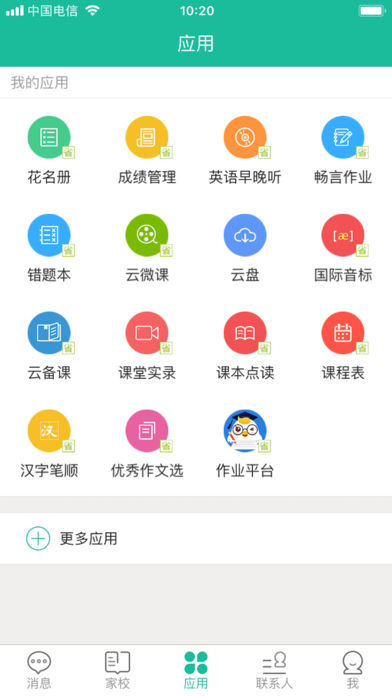 中国电信 10:20
应用
我的应用
省 省 省 省
花名册 成绩管理 英语早晚听 畅言作业
省 省 省
错题本 云微课 云盘 [æ] 国际音标
省 省 省 省
云备课 课堂实录 课本点读 课程表
汉 省 省 省
汉字笔顺 优秀作文选 作业平台
更多应用
消息 家校 应用 联系人 我